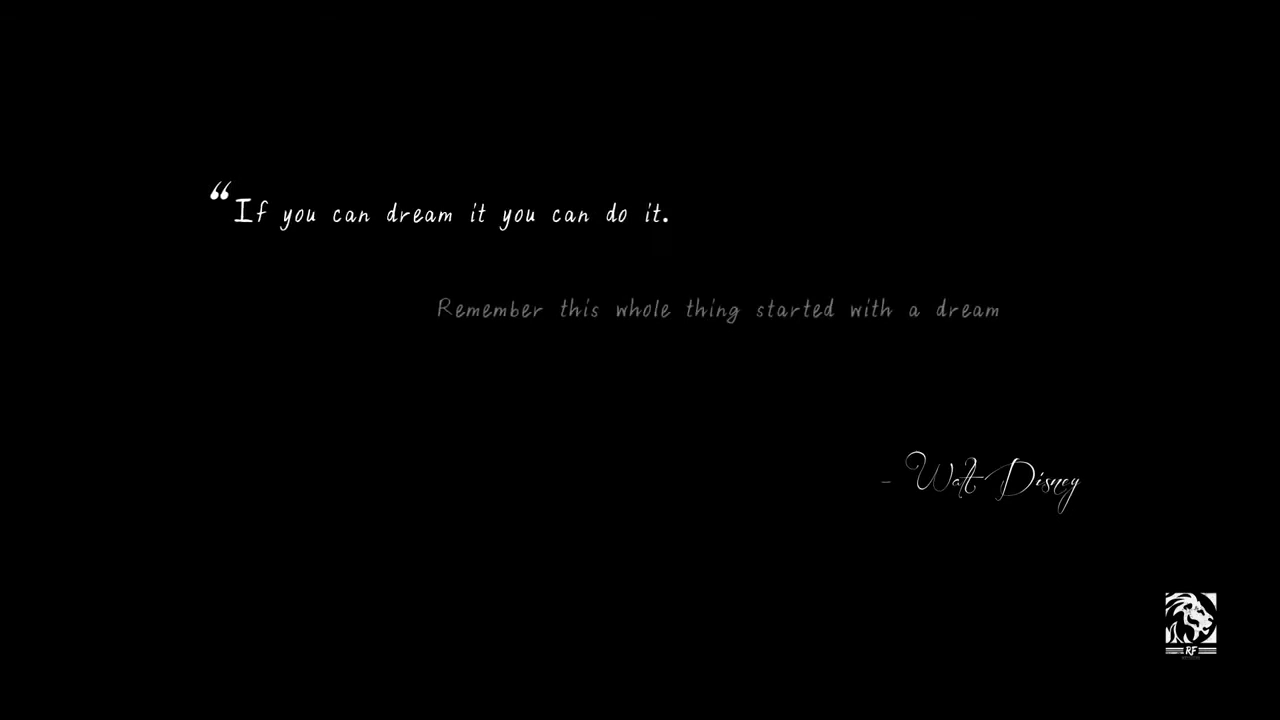 “If you can dream it you can do it.
Remember this whole thing started with a dream
- Walt Disney
RF